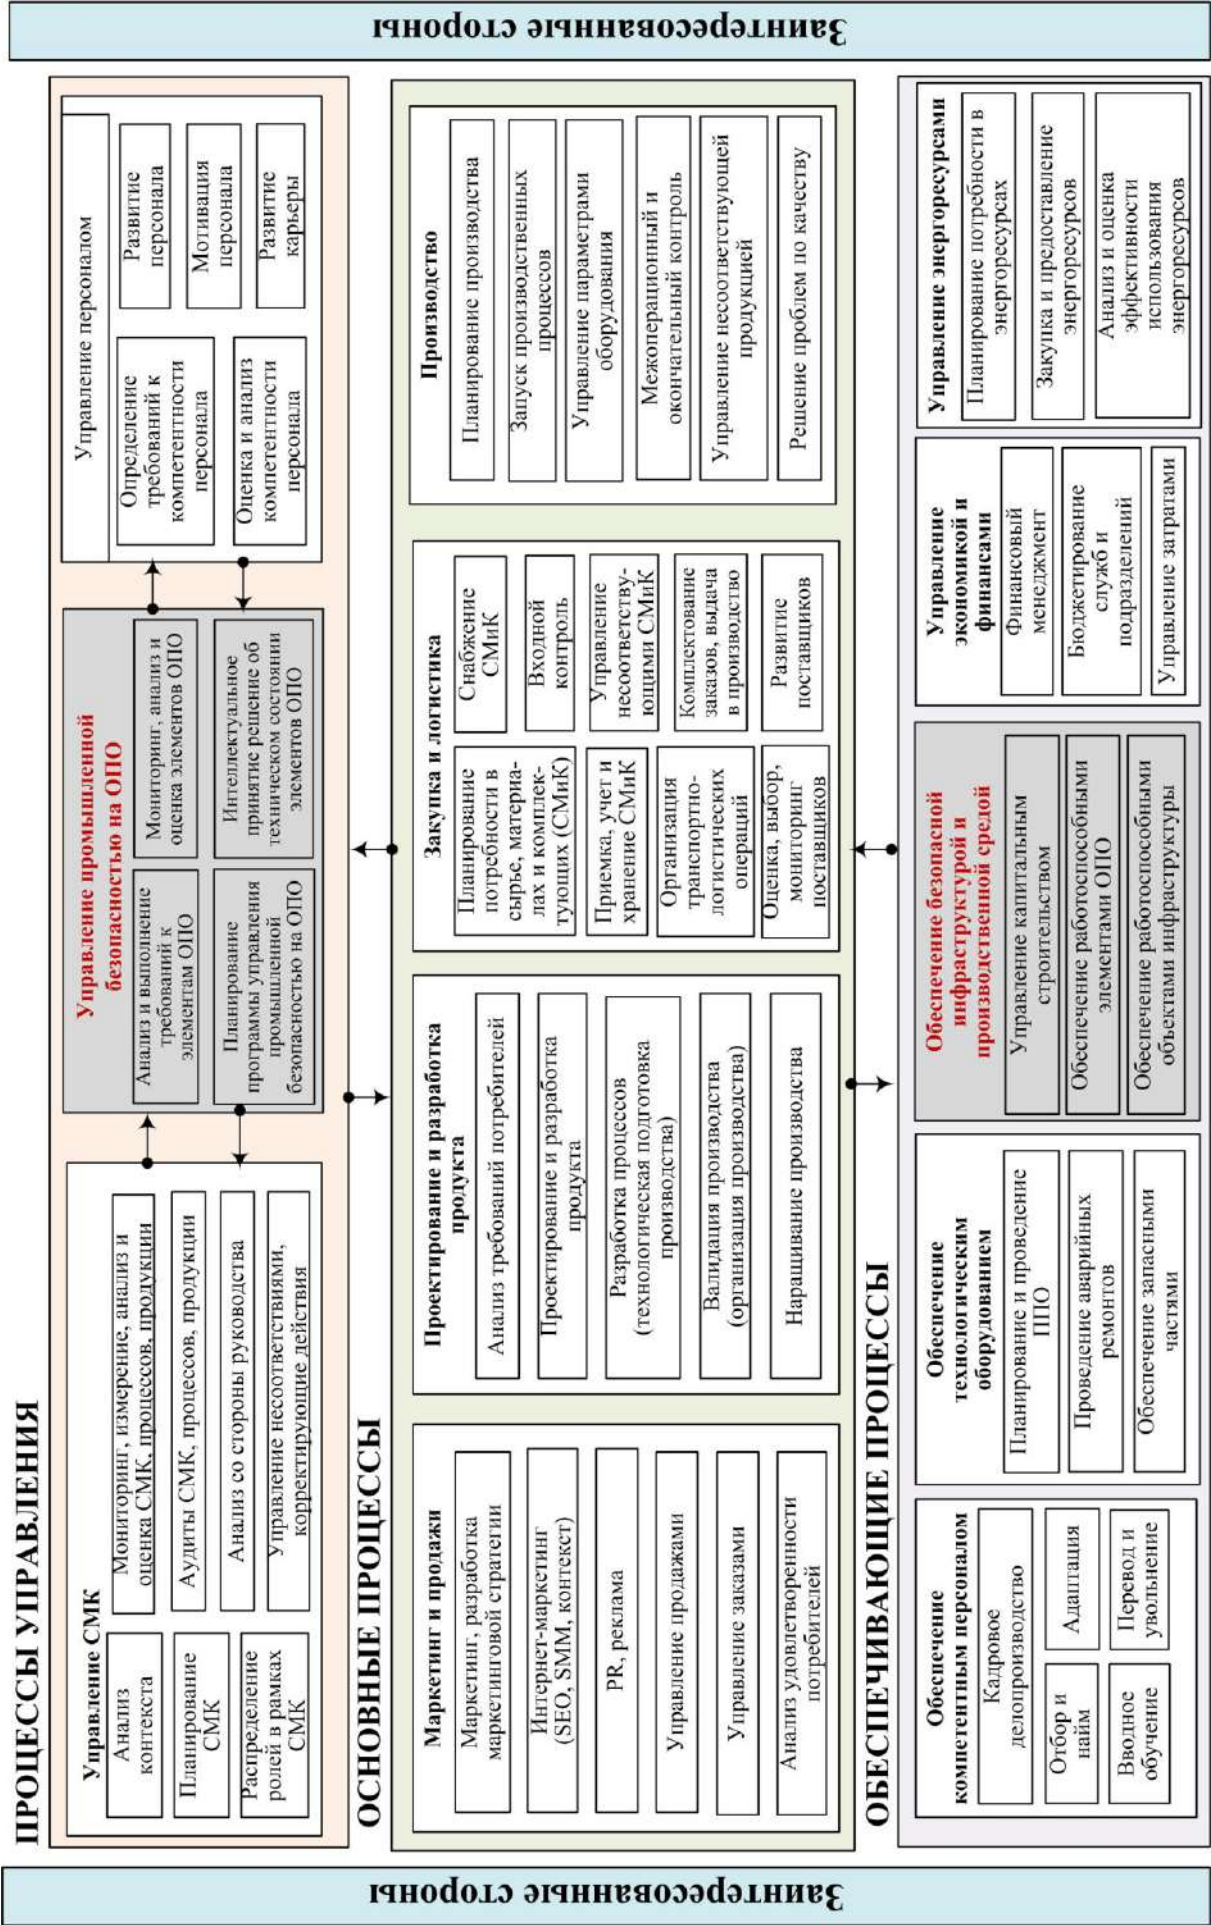 Заинтересованные стороны
ПРОЦЕССЫ УПРАВЛЕНИЯ
Управление СМК
Анализ
контекста
Планирование
СМК
Распределение
ролей в рамках
СМК
Мониторинг, измерение, анализ и
оценка СМК, процессов, продукции
Аудиты СМК, процессов, продукции
Анализ со стороны руководства
Управление несоответствиями,
корректирующие действия
Управление промышленной
безопасностью на ОПО
Анализ и выполнение
требований к
элементам ОПО
Планирование
программы управления
промышленной
безопасностью на ОПО
Мониторинг, анализ и
оценка элементов ОПО
Интеллектуальное
принятие решение об
техническом состоянии
элементов ОПО
Управление персоналом
Определение
требований к
компетентности
персонала
Оценка и анализ
компетентности
персонала
Развитие
персонала
Мотивация
персонала
Развитие
карьеры
ОСНОВНЫЕ ПРОЦЕССЫ
Маркетинг и продажи
Маркетинг, разработка
маркетинговой стратегии
Интернет-маркетинг
(SEO, SMM, контекст)
PR, реклама
Управление продажами
Управление заказами
Анализ удовлетворенности
потребителей
Проектирование и разработка
продукта
Анализ требований потребителей
Проектирование и разработка
продукта
Разработка процессов
(технологическая подготовка
производства)
Валидация производства
(организация производства)
Наращивание производства
Закупка и логистика
Планирование
потребности в
сырье, материа-
лах и комплек-
тующих (СМиК)
Приемка, учет и
хранение СМиК
Организация
транспортно-
логистических
операций
Оценка, выбор,
мониторинг
поставщиков
Снабжение
СМиК
Входной
контроль
Управление
несоответству-
ющими СМиК
Комплектование
заказов, выдача
в производство
Развитие
поставщиков
Производство
Планирование производства
Запуск производственных
процессов
Управление параметрами
оборудования
Межоперационный и
окончательный контроль
Управление несоответствующей
продукцией
Решение проблем по качеству
ОБЕСПЕЧИВАЮЩИЕ ПРОЦЕССЫ
Обеспечение
компетентным персоналом
Кадровое
делопроизводство
Отбор и
найм
Адаптация
Вводное
обучение
Перевод и
увольнение
Обеспечение
технологическим
оборудованием
Планирование и проведение
ППО
Проведение аварийных
ремонтов
Обеспечение запасными
частями
Обеспечение безопасной
инфраструктурой и
производственной средой
Управление капитальным
строительством
Обеспечение работоспособными
элементами ОПО
Обеспечение работоспособными
объектами инфраструктуры
Управление
экономикой и
финансами
Финансовый
менеджмент
Бюджетирование
служб и
подразделений
Управление затратами
Управление энергоресурсами
Планирование потребности в
энергоресурсах
Закупка и предоставление
энергоресурсов
Анализ и оценка
эффективности
использования
энергоресурсов
Заинтересованные стороны